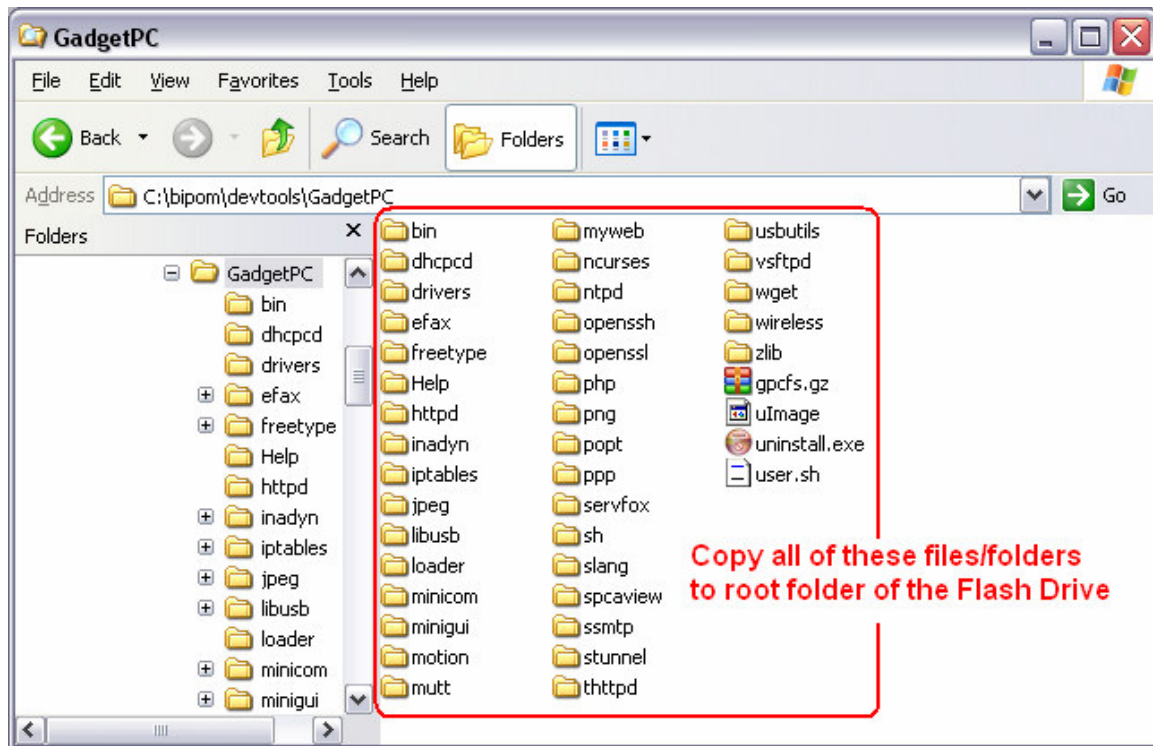 GadgetPC
File Edit View Favorites Tools Help
Back Search Folders
Address C:\bipom\devtools\GadgetPC Go
Folders
GadgetPC
bin
dhcpcd
drivers
efax
freetype
Help
httpd
inadyn
iptables
jpeg
libusb
loader
minicom
minigui
bin
dhcpcd
drivers
efax
freetype
Help
httpd
inadyn
iptables
jpeg
libusb
loader
minicom
minigui
motion
mutt
myweb
ncurses
ntpd
openssh
openssl
php
png
popt
ppp
servfox
sh
slang
spcaview
ssmtp
stunnel
thttpd
usbutils
vsftpd
wget
wireless
zlib
gpcfs.gz
uImage
uninstall.exe
user.sh
Copy all of these files/folders
to root folder of the Flash Drive